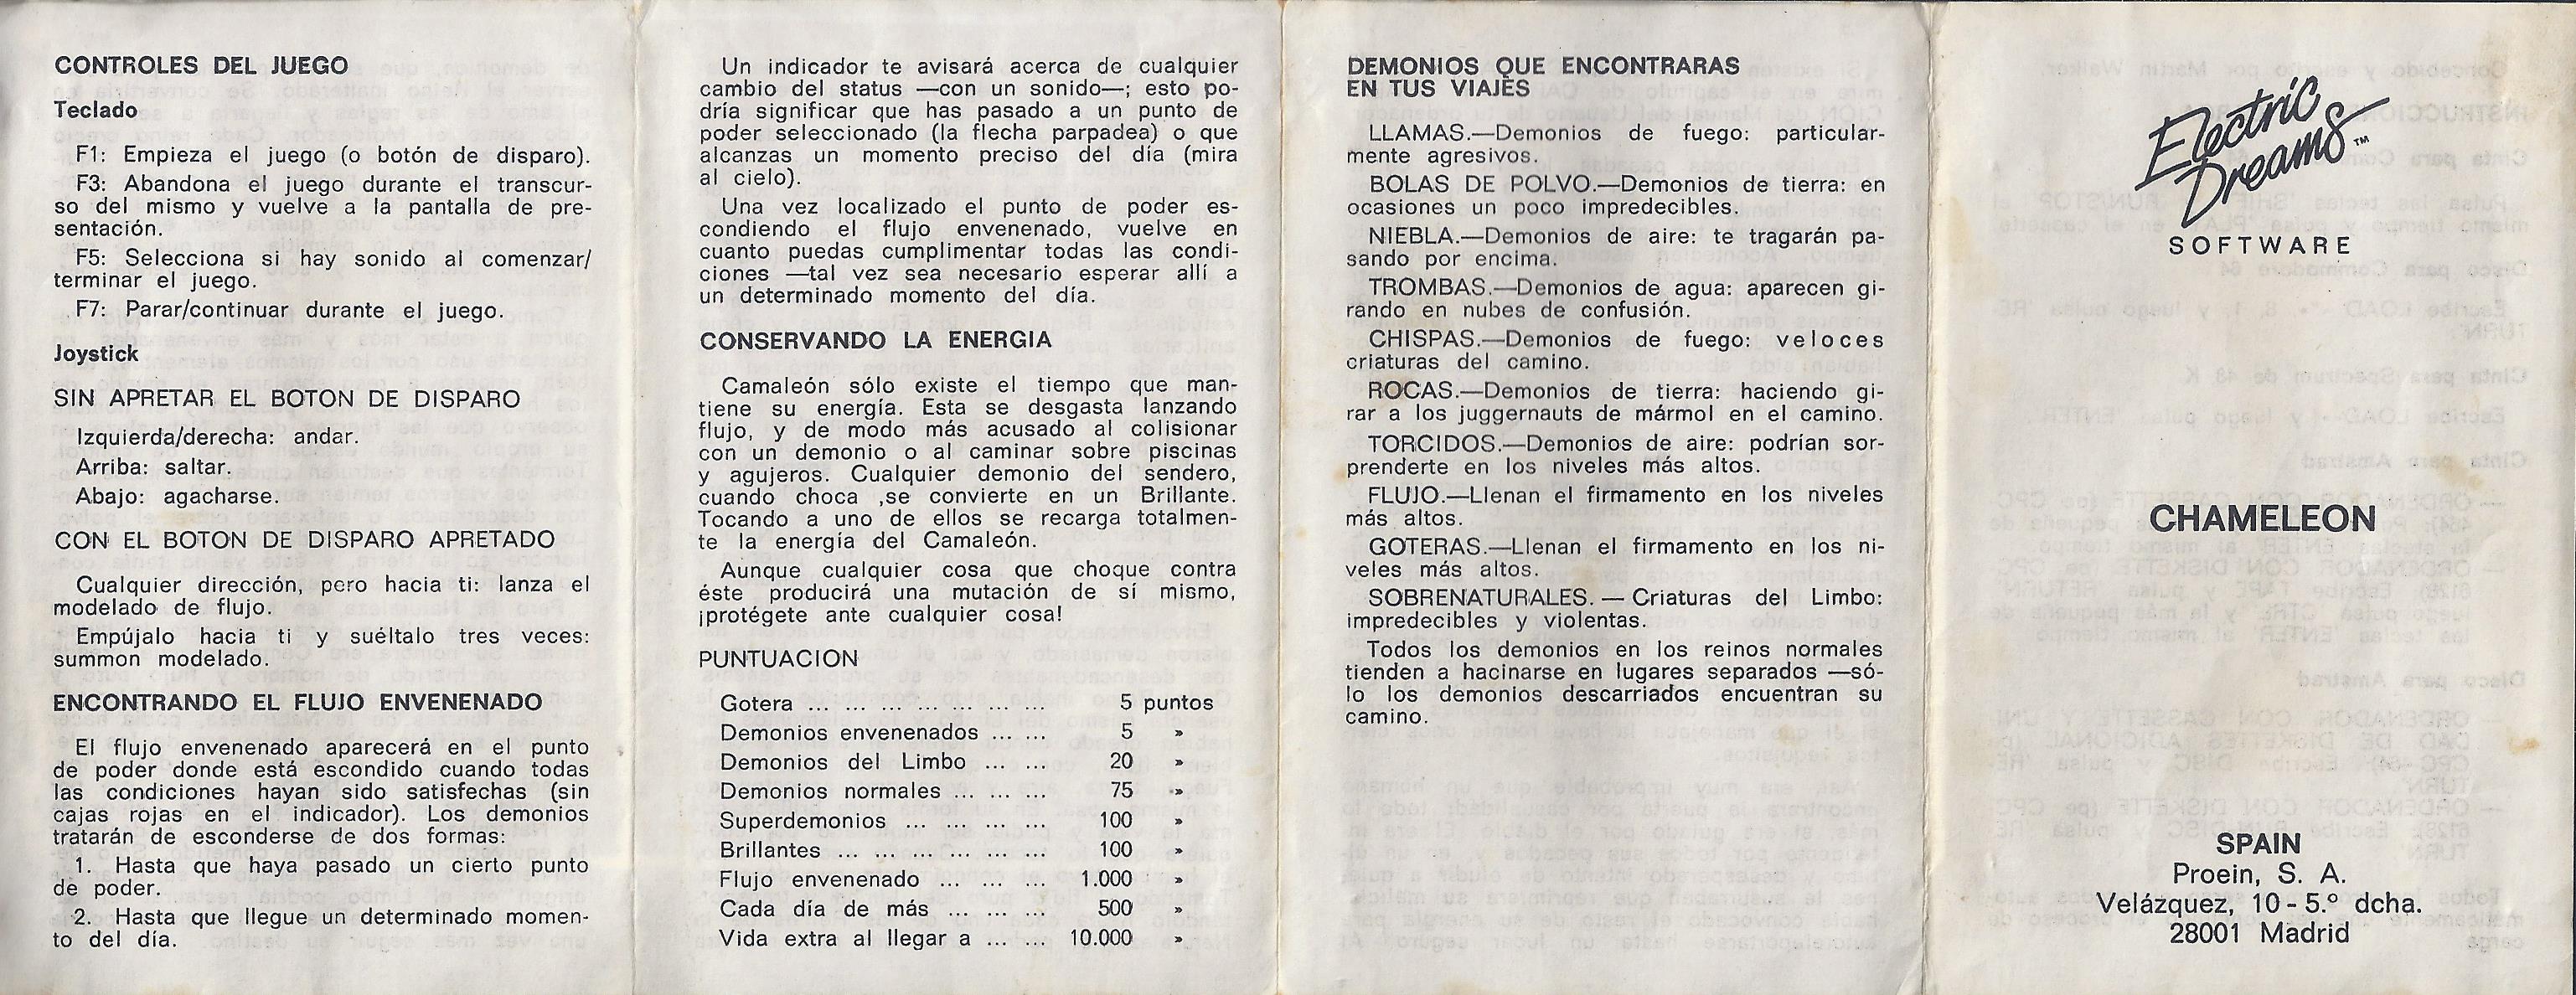 CONTROLES DEL JUEGO
Teclado
F1: Empieza el juego (o botón de disparo).
F3: Abandona el juego durante el transcur-
so del mismo y vuelve a la pantalla de pre-
sentación.
F5: Selecciona si hay sonido al comenzar/
terminar el juego.
F7: Parar/continuar durante el juego.
Joystick
SIN APRETAR EL BOTON DE DISPARO
Izquierda/derecha: andar.
Arriba: saltar.
Abajo: agacharse.
CON EL BOTON DE DISPARO APRETADO
Cualquier dirección, pero hacia ti: lanza el
modelado de flujo.
Empújalo hacia ti y suéltalo tres veces:
summon modelado.
ENCONTRANDO EL FLUJO ENVENENADO
El flujo envenenado aparecerá en el punto
de poder donde está escondido cuando todas
las condiciones hayan sido satisfechas (sin
cajas rojas en el indicador). Los demonios
tratarán de esconderse de dos formas:
1. Hasta que haya pasado un cierto punto
de poder.
2. Hasta que llegue un determinado momen-
to del día.
Un indicador te avisará acerca de cualquier
cambio del status —con un sonido—; esto po-
dría significar que has pasado a un punto de
poder seleccionado (la flecha parpadea) o que
alcanzas un momento preciso del día (mira
al cielo).
Una vez localizado el punto de poder es-
condiendo el flujo envenenado, vuelve en
cuanto puedas cumplimentar todas las condi-
ciones —tal vez sea necesario esperar allí a
un determinado momento del día.
CONSERVANDO LA ENERGIA
Camaleón sólo existe el tiempo que man-
tiene su energía. Esta se desgasta lanzando
flujo, y de modo más acusado al colisionar
con un demonio o al caminar sobre piscinas
y agujeros. Cualquier demonio del sendero,
cuando choca ,se convierte en un Brillante.
Tocando a uno de ellos se recarga totalmen-
te la energía del Camaleón.
Aunque cualquier cosa que choque contra
éste producirá una mutación de sí mismo,
¡protégete ante cualquier cosa!
PUNTUACION
Gotera ... ... ... ... ... ... ... 5 puntos
Demonios envenenados ... ... 5 »
Demonios del Limbo ... ... 20 »
Demonios normales ... ... ... 75 »
Superdemonios ... ... ... ... 100 »
Brillantes ... ... ... ... ... ... 100 »
Flujo envenenado ... ... ... 1.000 »
Cada día de más ... ... ... 500 »
Vida extra al llegar a ... ... 10.000 »
DEMONIOS QUE ENCONTRARAS
EN TUS VIAJES
LLAMAS.—Demonios de fuego: particular-
mente agresivos.
BOLAS DE POLVO.—Demonios de tierra: en
ocasiones un poco impredecibles.
NIEBLA.—Demonios de aire: te tragarán pa-
sando por encima.
TROMBAS.—Demonios de agua: aparecen gi-
rando en nubes de confusión.
CHISPAS.—Demonios de fuego: veloces
criaturas del camino.
ROCAS.—Demonios de tierra: haciendo gi-
rar a los juggernauts de mármol en el camino.
TORCIDOS.—Demonios de aire: podrían sor-
prenderte en los niveles más altos.
FLUJO.—Llenan el firmamento en los niveles
más altos.
GOTERAS.—Llenan el firmamento en los ni-
veles más altos.
SOBRENATURALES. — Criaturas del Limbo:
impredecibles y violentas.
Todos los demonios en los reinos normales
tienden a hacinarse en lugares separados —só-
lo los demonios descarriados encuentran su
camino.
Electric
Dreams™
SOFTWARE
CHAMELEON
SPAIN
Proein, S. A.
Velázquez, 10 - 5.º dcha.
28001 Madrid